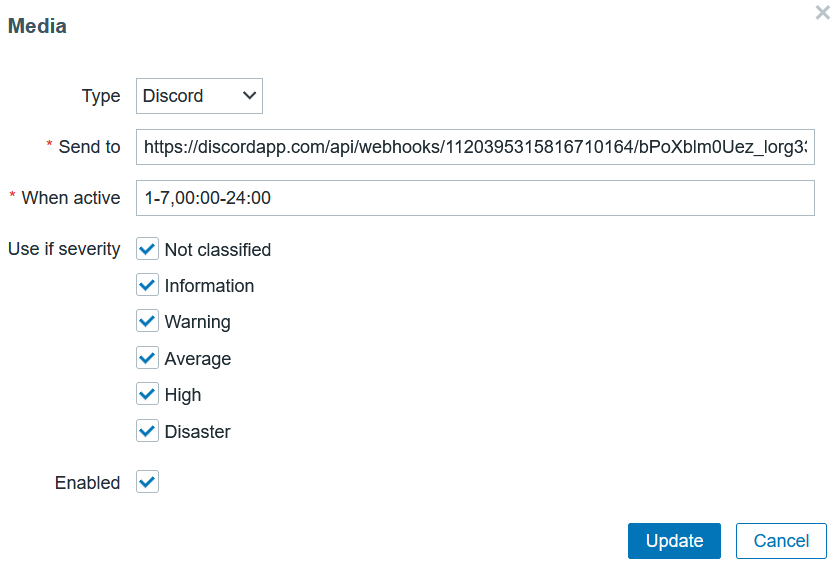 Media
Type Discord
* Send to https://discordapp.com/api/webhooks/1120395315816710164/bPoXblm0Uez_lorg33
* When active 1-7,00:00-24:00
Use if severity Not classified
Information
Warning
Average
High
Disaster
Enabled
Update Cancel